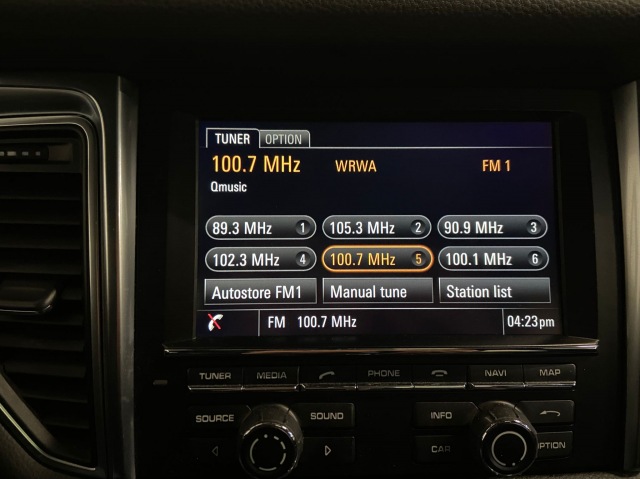 TUNER OPTION
100.7 MHz WRWA FM 1
Qmusic
89.3 MHz 1 105.3 MHz 2 90.9 MHz 3
102.3 MHz 4 100.7 MHz 5 100.1 MHz 6
Autostore FM1 Manual tune Station list
FM 100.7 MHz 04:23pm
TUNER MEDIA PHONE NAVI MAP
SOURCE SOUND INFO
CAR OPTION